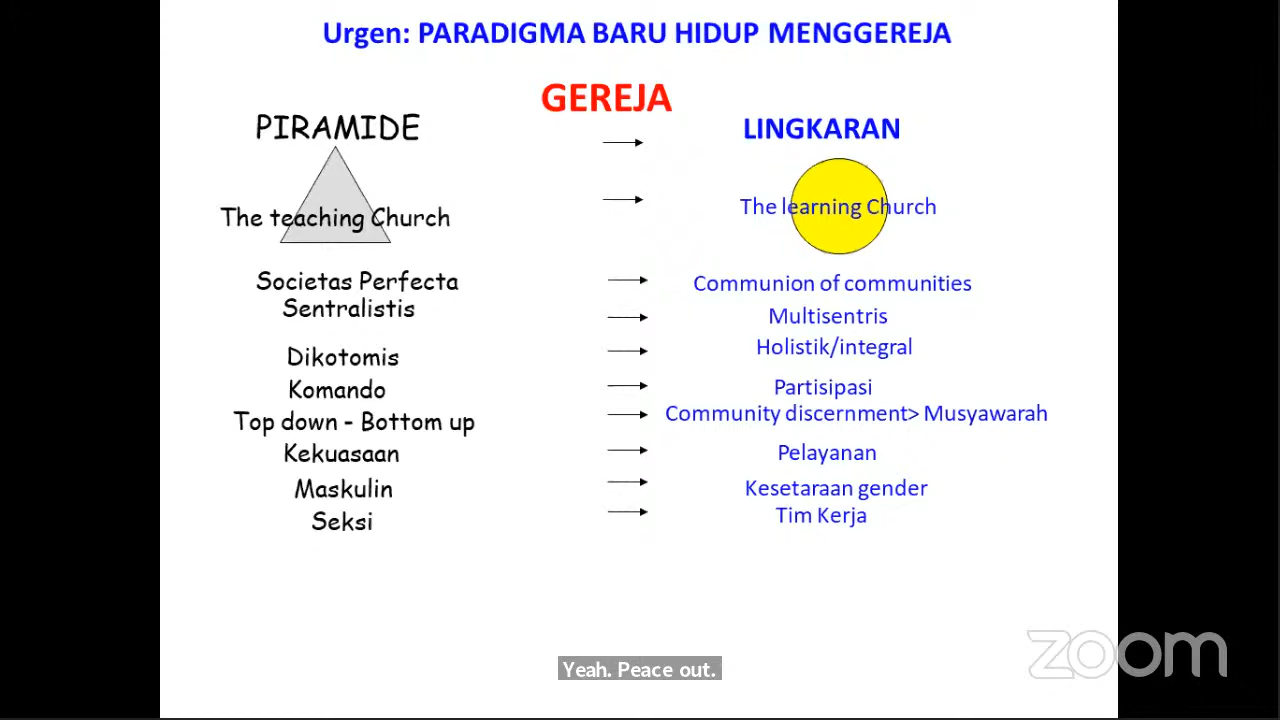 Urgen: PARADIGMA BARU HIDUP MENGGEREJA
GEREJA
PIRAMIDE
LINGKARAN
The teaching Church
The learning Church
Societas Perfecta
Communion of communities
Sentralistis
Multisentris
Dikotomis
Holistik/integral
Komando
Partisipasi
Top down - Bottom up
Community discernment> Musyawarah
Kekuasaan
Pelayanan
Maskulin
Kesetaraan gender
Seksi
Tim Kerja
Yeah. Peace out.
zoom